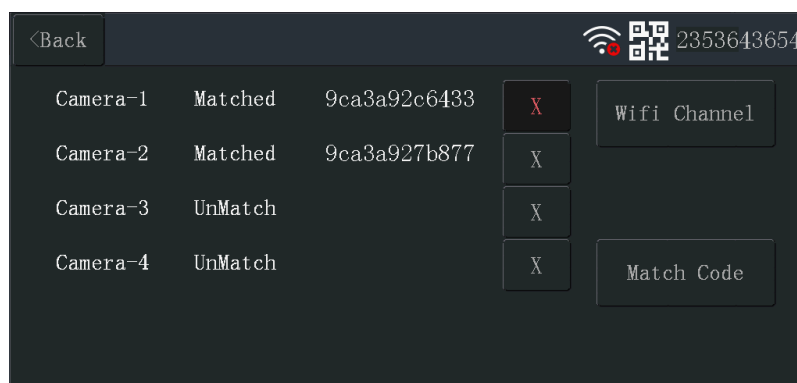 <Back 2353643654
Camera-1 Matched 9ca3a92c6433 X Wifi Channel
Camera-2 Matched 9ca3a927b877 X
Camera-3 UnMatch X
Camera-4 UnMatch X Match Code